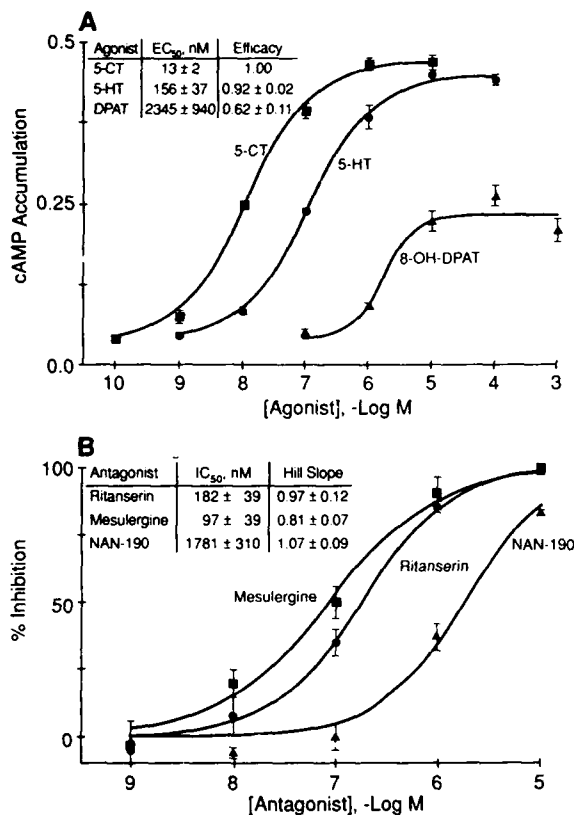 A
0.5
Agonist EC50, nM Efficacy
5-CT 13 ± 2 1.00
5-HT 156 ± 37 0.92 ± 0.02
DPAT 2345 ± 940 0.62 ± 0.11
5-CT
5-HT
0.25
8-OH-DPAT
cAMP Accumulation
0.0
10 9 8 7 6 5 4 3
[Agonist], -Log M
B
100
Antagonist IC50, nM Hill Slope
Ritanserin 182 ± 39 0.97 ± 0.12
Mesulergine 97 ± 39 0.81 ± 0.07
NAN-190 1781 ± 310 1.07 ± 0.09
NAN-190
Ritanserin
Mesulergine
50
% Inhibition
0
9 8 7 6 5
[Antagonist], -Log M